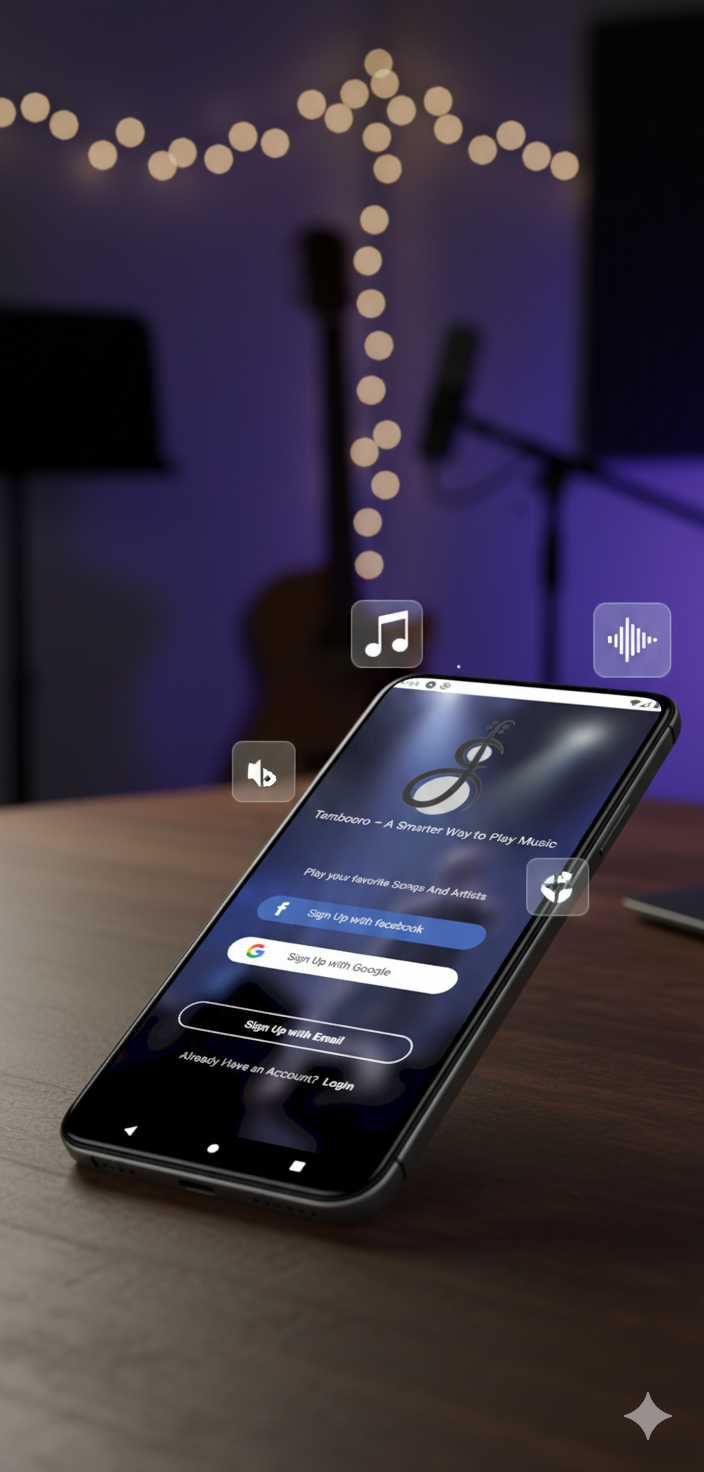 Tambooro – A Smarter Way to Play Music
Play your favorite Songs And Artists
f Sign Up with facebook
G Sign Up with Google
Sign Up with Email
Already Have an Account? Login